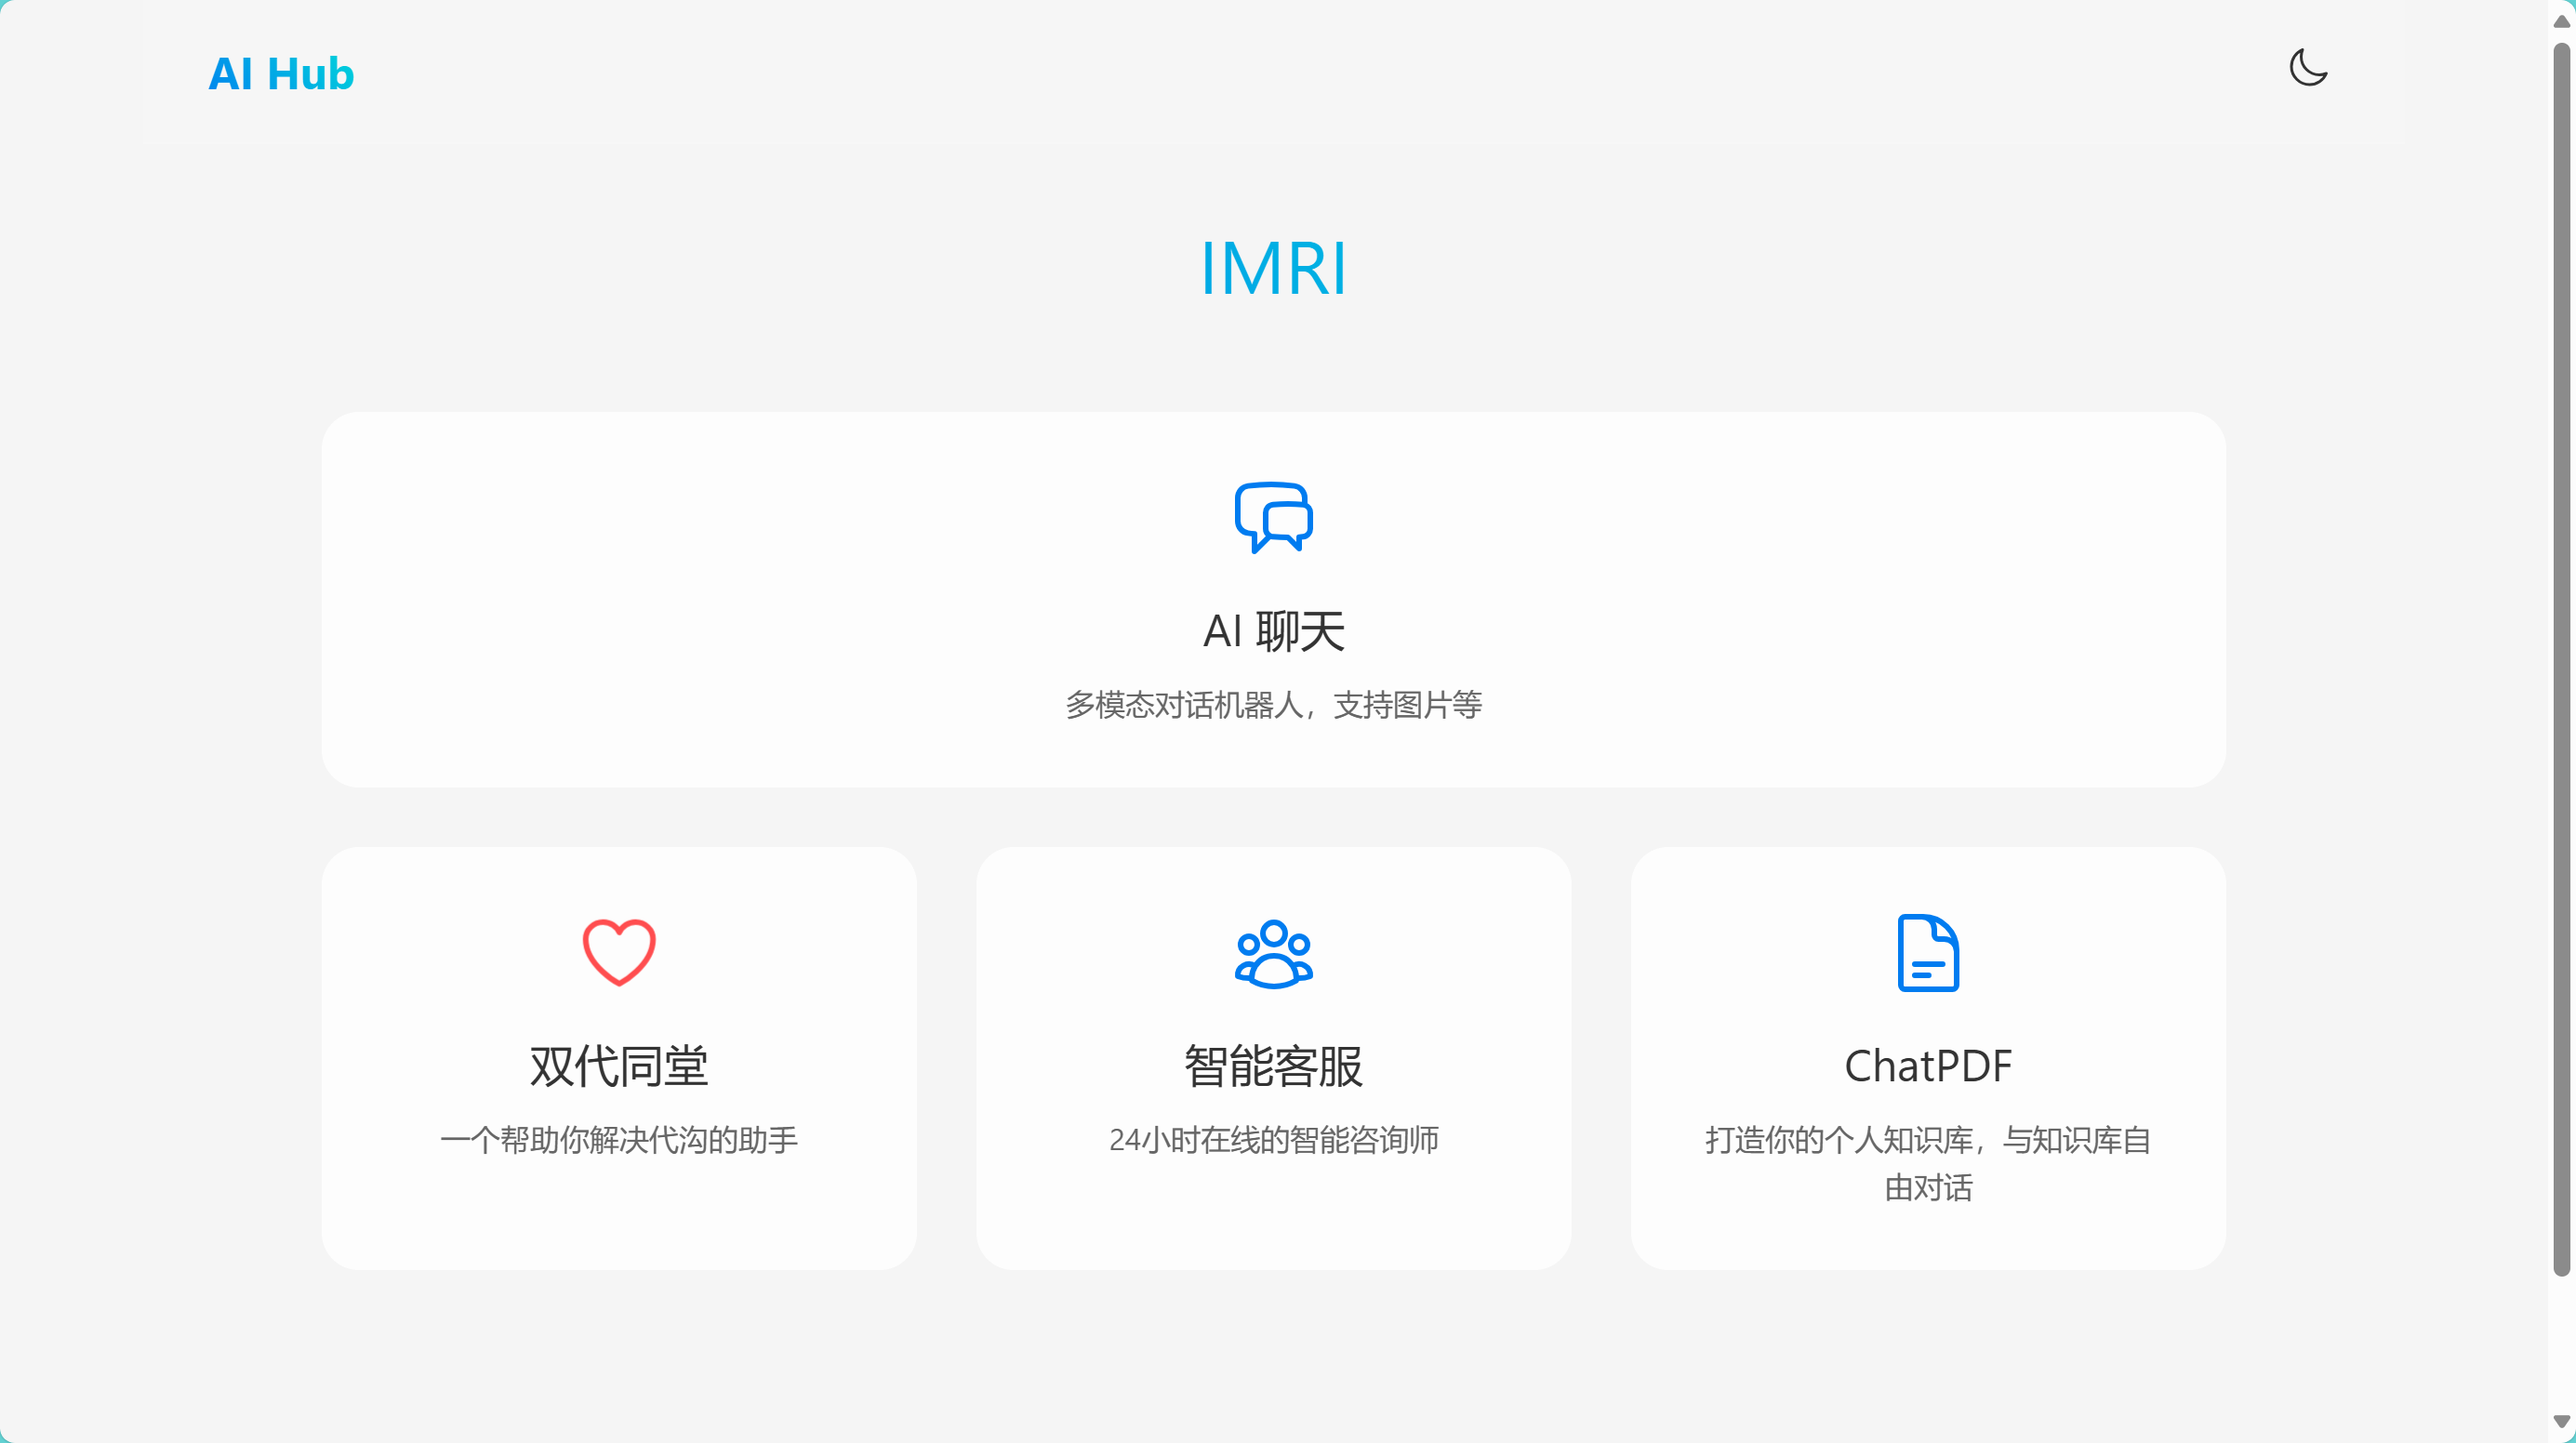 AI Hub
IMRI
AI 聊天
多模态对话机器人，支持图片等
双代同堂
一个帮助你解决代沟的助手
智能客服
24小时在线的智能咨询师
ChatPDF
打造你的个人知识库，与知识库自
由对话